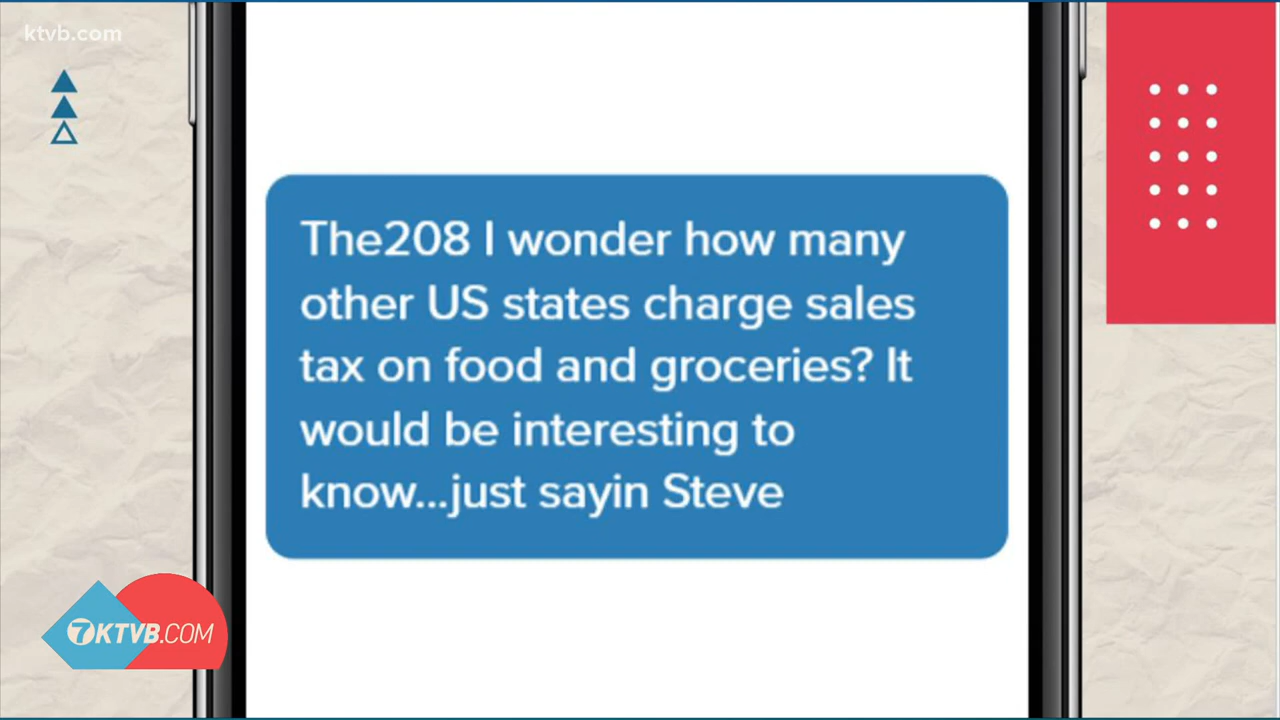 ktvb.com
The208 I wonder how many
other US states charge sales
tax on food and groceries? It
would be interesting to
know...just sayin Steve
7KTVB.COM